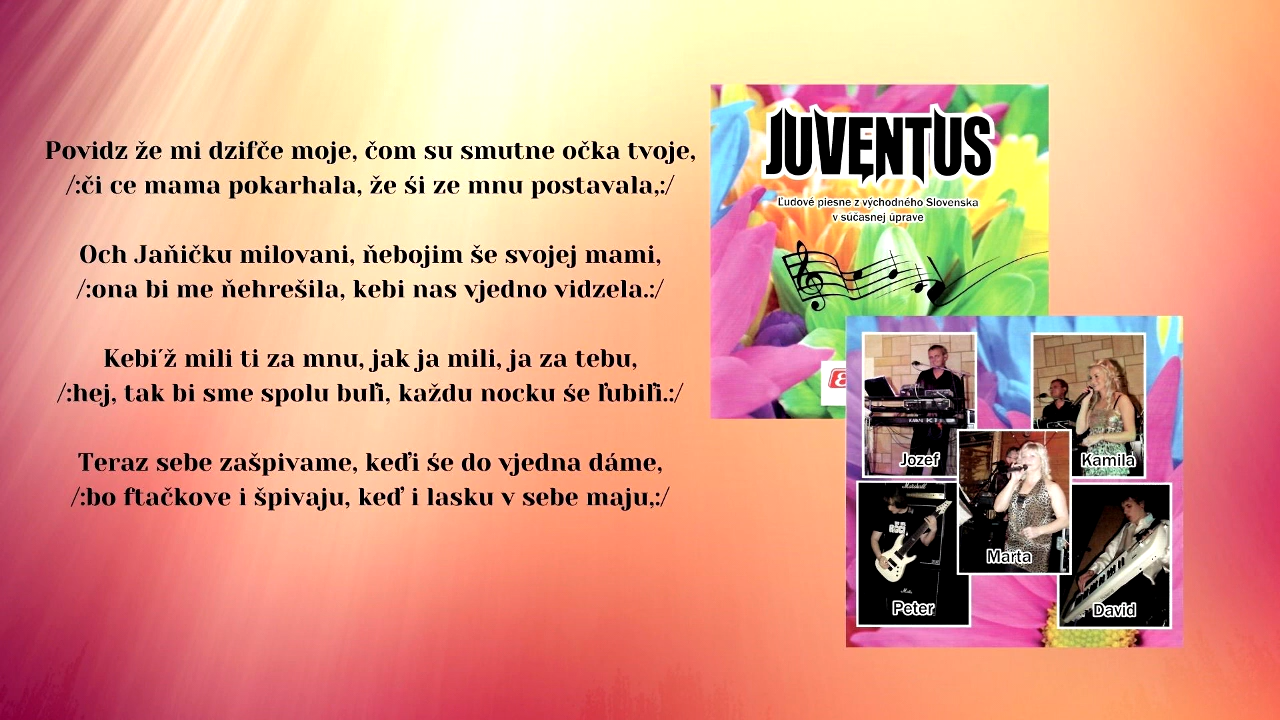 Povidz že mi dzifče moje, čom su smutne očka tvoje,
/:či ce mama pokarhala, že śi ze mnu postavala,:/
Och Jaňičku milovani, ňebojim še svojej mami,
/:ona bi me ňehrešila, kebi nas vjedno vidzela.:/
Kebi´ž mili ti za mnu, jak ja mili, ja za tebu,
/:hej, tak bi sme spolu buľi, každu nocku śe ľubiľi.:/
Teraz sebe zašpivame, keďi śe do vjedna dáme,
/:bo ftačkove i špivaju, keď i lasku v sebe maju,:/
JUVENTUS
Ľudové piesne z východného Slovenska
v súčasnej úprave
Jozef
Kamila
Marta
Peter
David